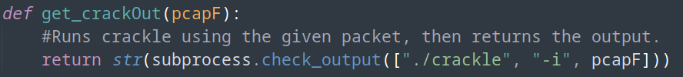 def get_crackOut(pcapF):
    #Runs crackle using the given packet, then returns the output.
    return str(subprocess.check_output(["./crackle", "-i", pcapF]))